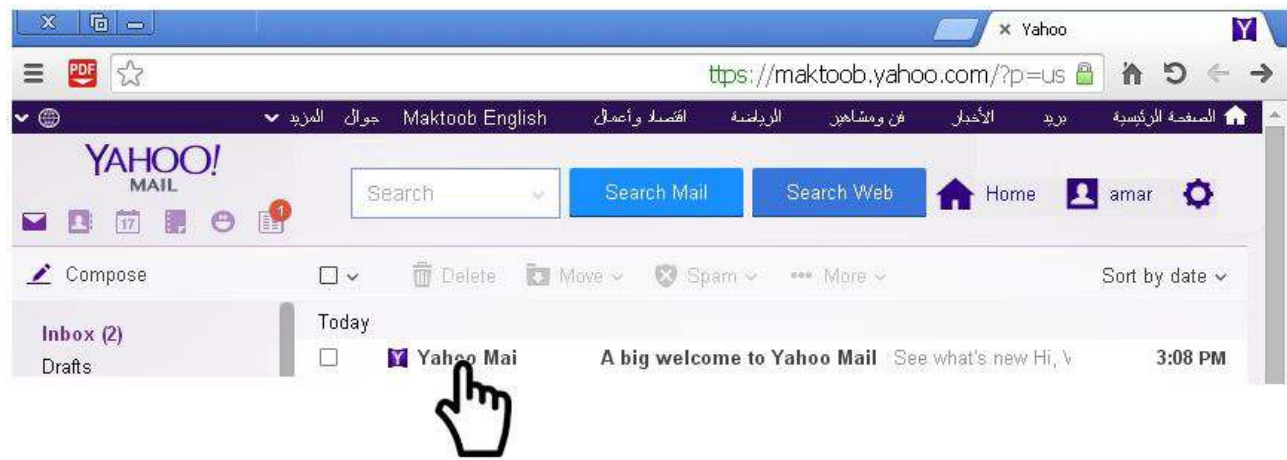 Yahoo
ttps://maktoob.yahoo.com/?p=us
PDF
الصفحة الرئيسية بريد الأخبار فن ومشاهير الرياضة اقتصاد وأعمال Maktoob English جوال المزيد
YAHOO!
MAIL
Search Search Mail Search Web Home amar
17 1
Compose Delete Move Spam More Sort by date
Inbox (2)
Drafts
Today
Yahoo Mai A big welcome to Yahoo Mail See what's new Hi, 3:08 PM